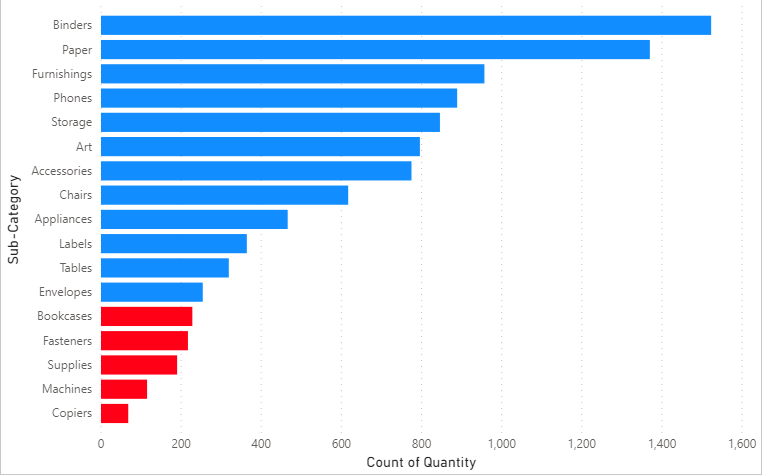 Sub-Category
Binders
Paper
Furnishings
Phones
Storage
Art
Accessories
Chairs
Appliances
Labels
Tables
Envelopes
Bookcases
Fasteners
Supplies
Machines
Copiers
0 200 400 600 800 1,000 1,200 1,400 1,600
Count of Quantity